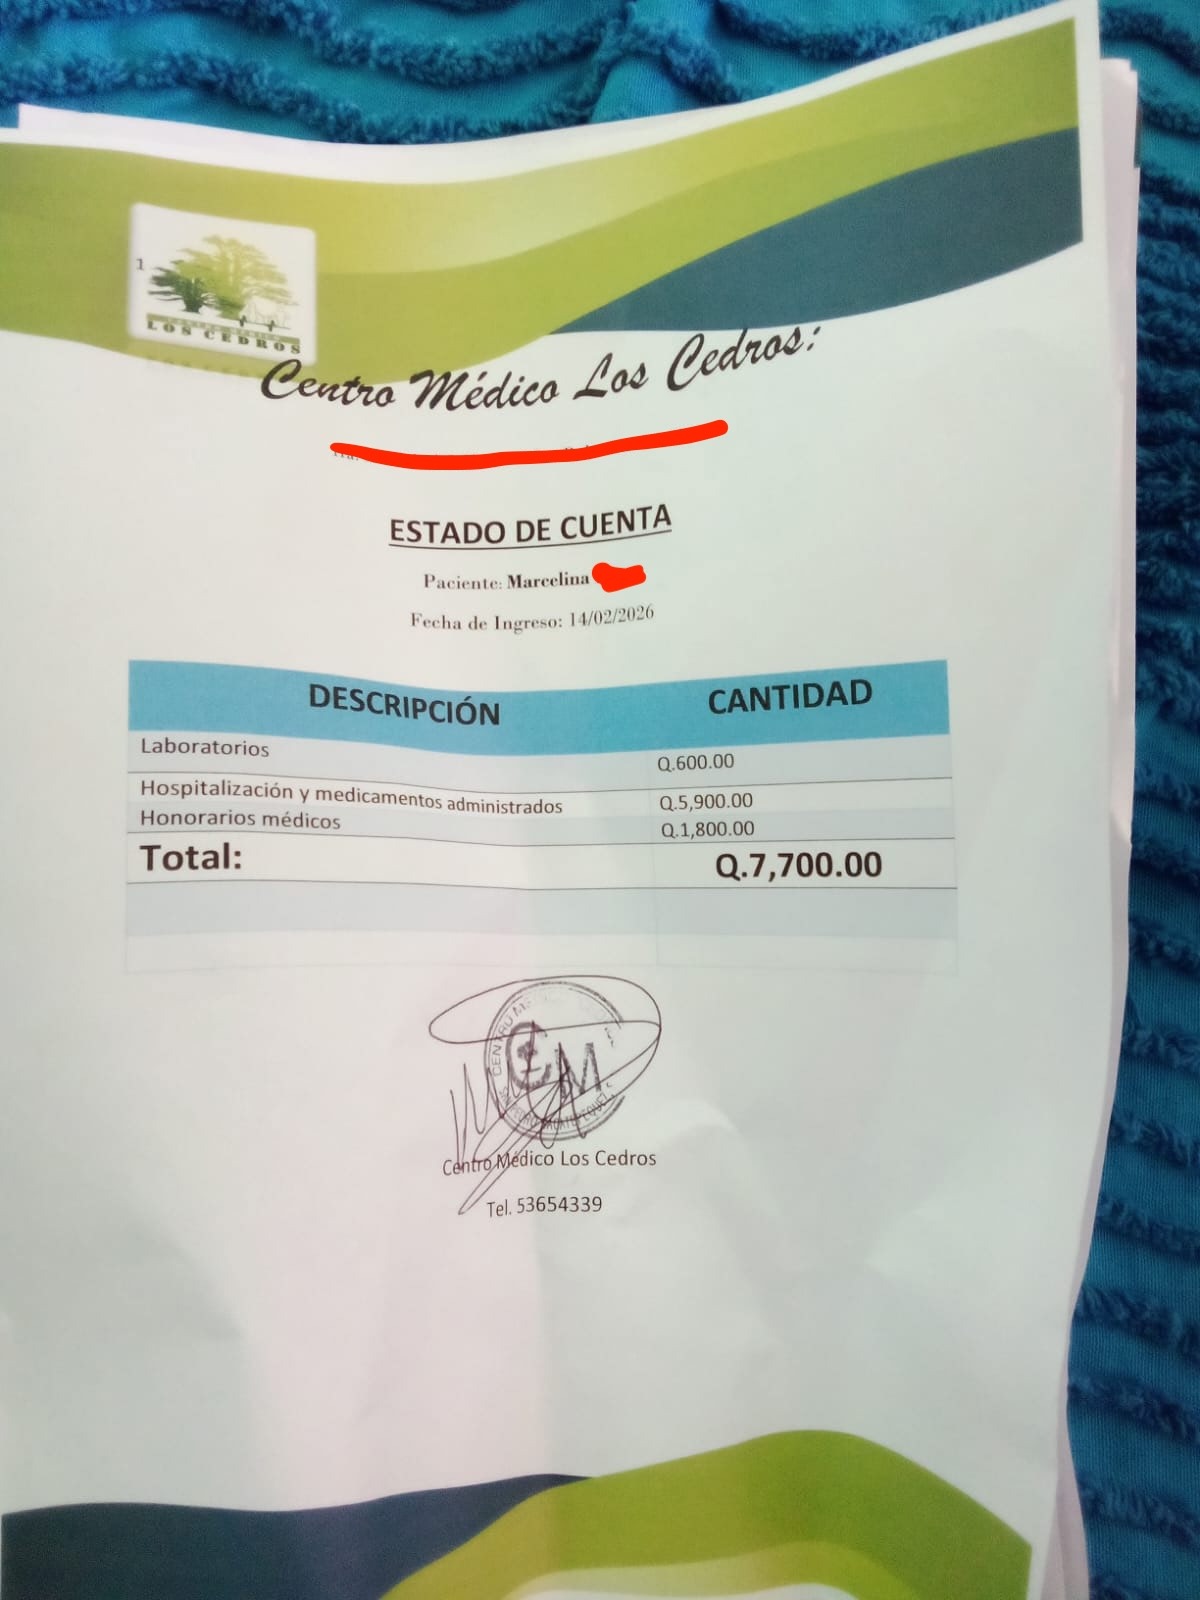 1
LOS CEDROS
Centro Médico Los Cedros:
ESTADO DE CUENTA
Paciente: Marcelina
Fecha de Ingreso: 14/02/2026
DESCRIPCIÓN CANTIDAD
Laboratorios Q.600.00
Hospitalización y medicamentos administrados Q.5,900.00
Honorarios médicos Q.1,800.00
Total: Q.7,700.00
CM
Centro Médico Los Cedros
Tel. 53654339